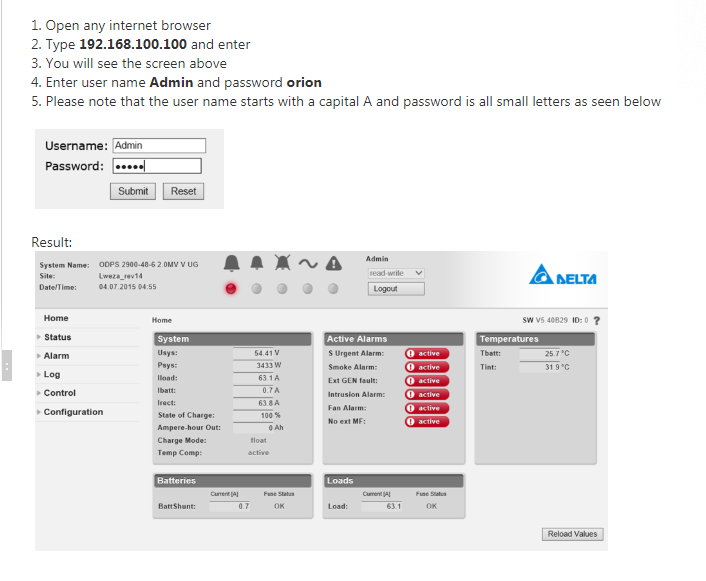 1. Open any internet browser
2. Type 192.168.100.100 and enter
3. You will see the screen above
4. Enter user name Admin and password orion
5. Please note that the user name starts with a capital A and password is all small letters as seen below
Username: Admin
Password: •••••
Submit Reset
Result:
System Name: ODPS 2900-48-6 2.0MV V UG
Site: Lweza_rev14
Date/Time: 04.07.2015 04:55
Admin
read-write
Logout
DELTA
Home
Status
Alarm
Log
Control
Configuration
Home
SW V5 40B29 ID: 0 ?
System
Usys: 54.41 V
Psys: 3433 W
Iload: 63.1 A
Ibatt: 0.7 A
Irect: 63.8 A
State of Charge: 100 %
Ampere-hour Out: 0 Ah
Charge Mode: float
Temp Comp: active
Active Alarms
S Urgent Alarm: active
Smoke Alarm: active
Ext GEN fault: active
Intrusion Alarm: active
Fan Alarm: active
No ext MF: active
Temperatures
Tbatt: 25.7 °C
Tint: 31.9 °C
Batteries
Current [A] Fuse Status
BattShunt: 0.7 OK
Loads
Current [A] Fuse Status
Load: 63.1 OK
Reload Values